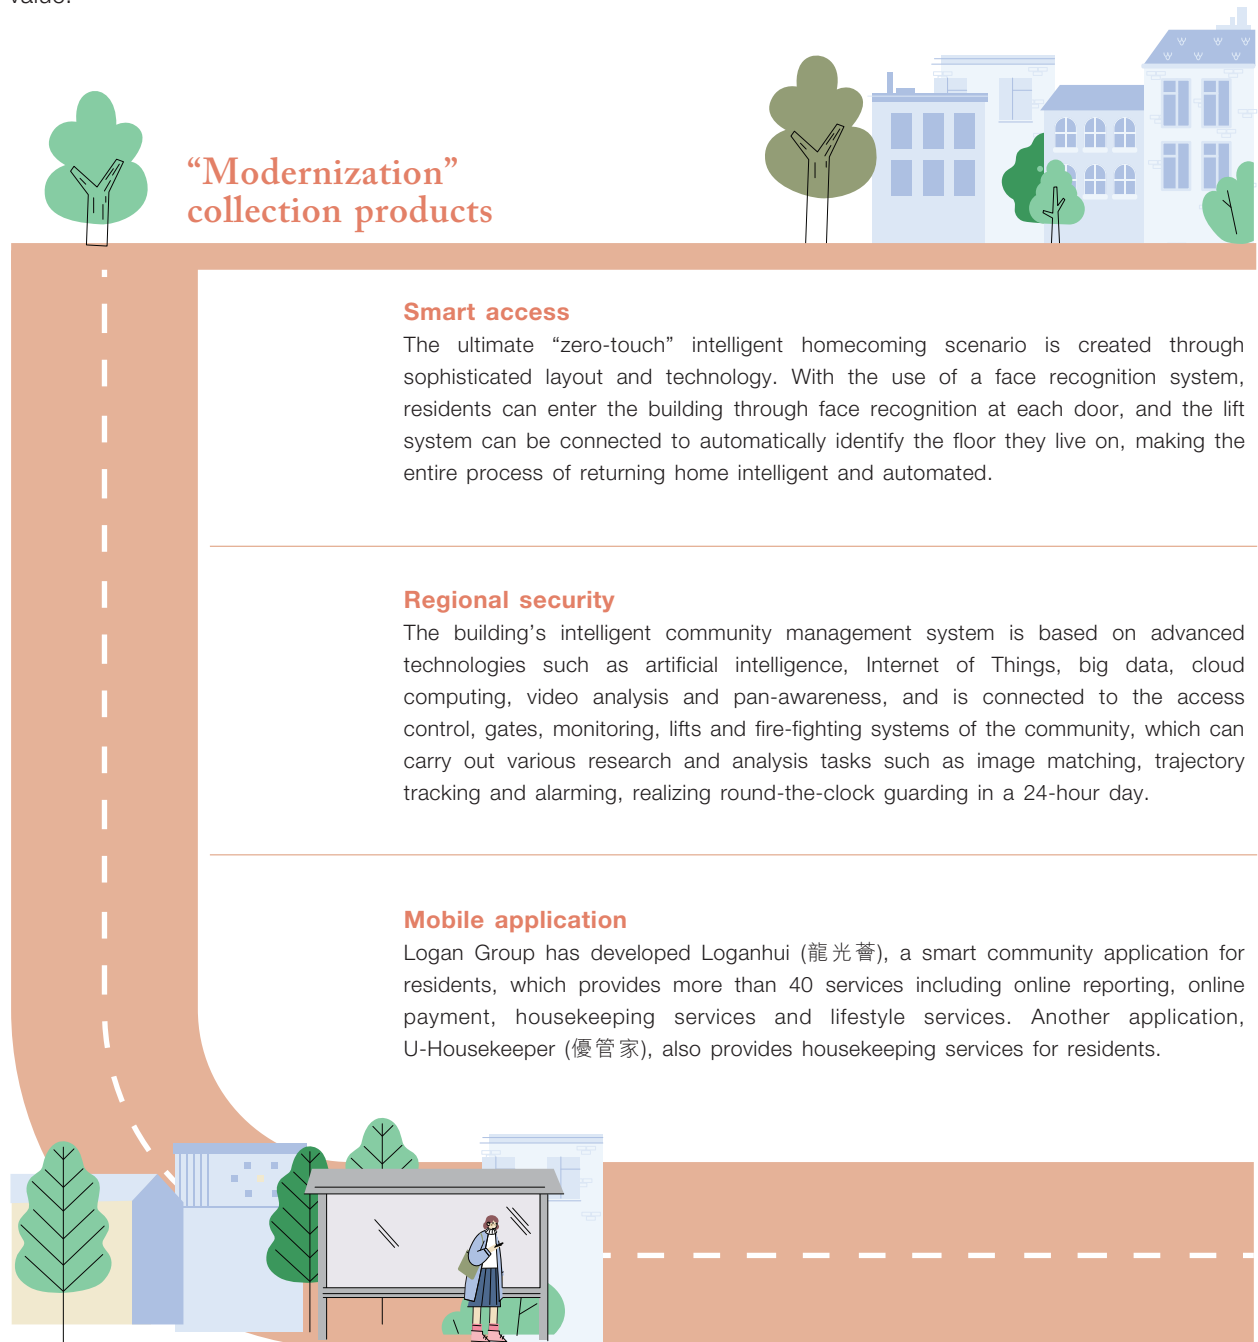 value.
“Modernization”
collection products
Smart access
The ultimate “zero-touch” intelligent homecoming scenario is created through
sophisticated layout and technology. With the use of a face recognition system,
residents can enter the building through face recognition at each door, and the lift
system can be connected to automatically identify the floor they live on, making the
entire process of returning home intelligent and automated.
Regional security
The building’s intelligent community management system is based on advanced
technologies such as artificial intelligence, Internet of Things, big data, cloud
computing, video analysis and pan-awareness, and is connected to the access
control, gates, monitoring, lifts and fire-fighting systems of the community, which can
carry out various research and analysis tasks such as image matching, trajectory
tracking and alarming, realizing round-the-clock guarding in a 24-hour day.
Mobile application
Logan Group has developed Loganhui (龍光薈), a smart community application for
residents, which provides more than 40 services including online reporting, online
payment, housekeeping services and lifestyle services. Another application,
U-Housekeeper (優管家), also provides housekeeping services for residents.